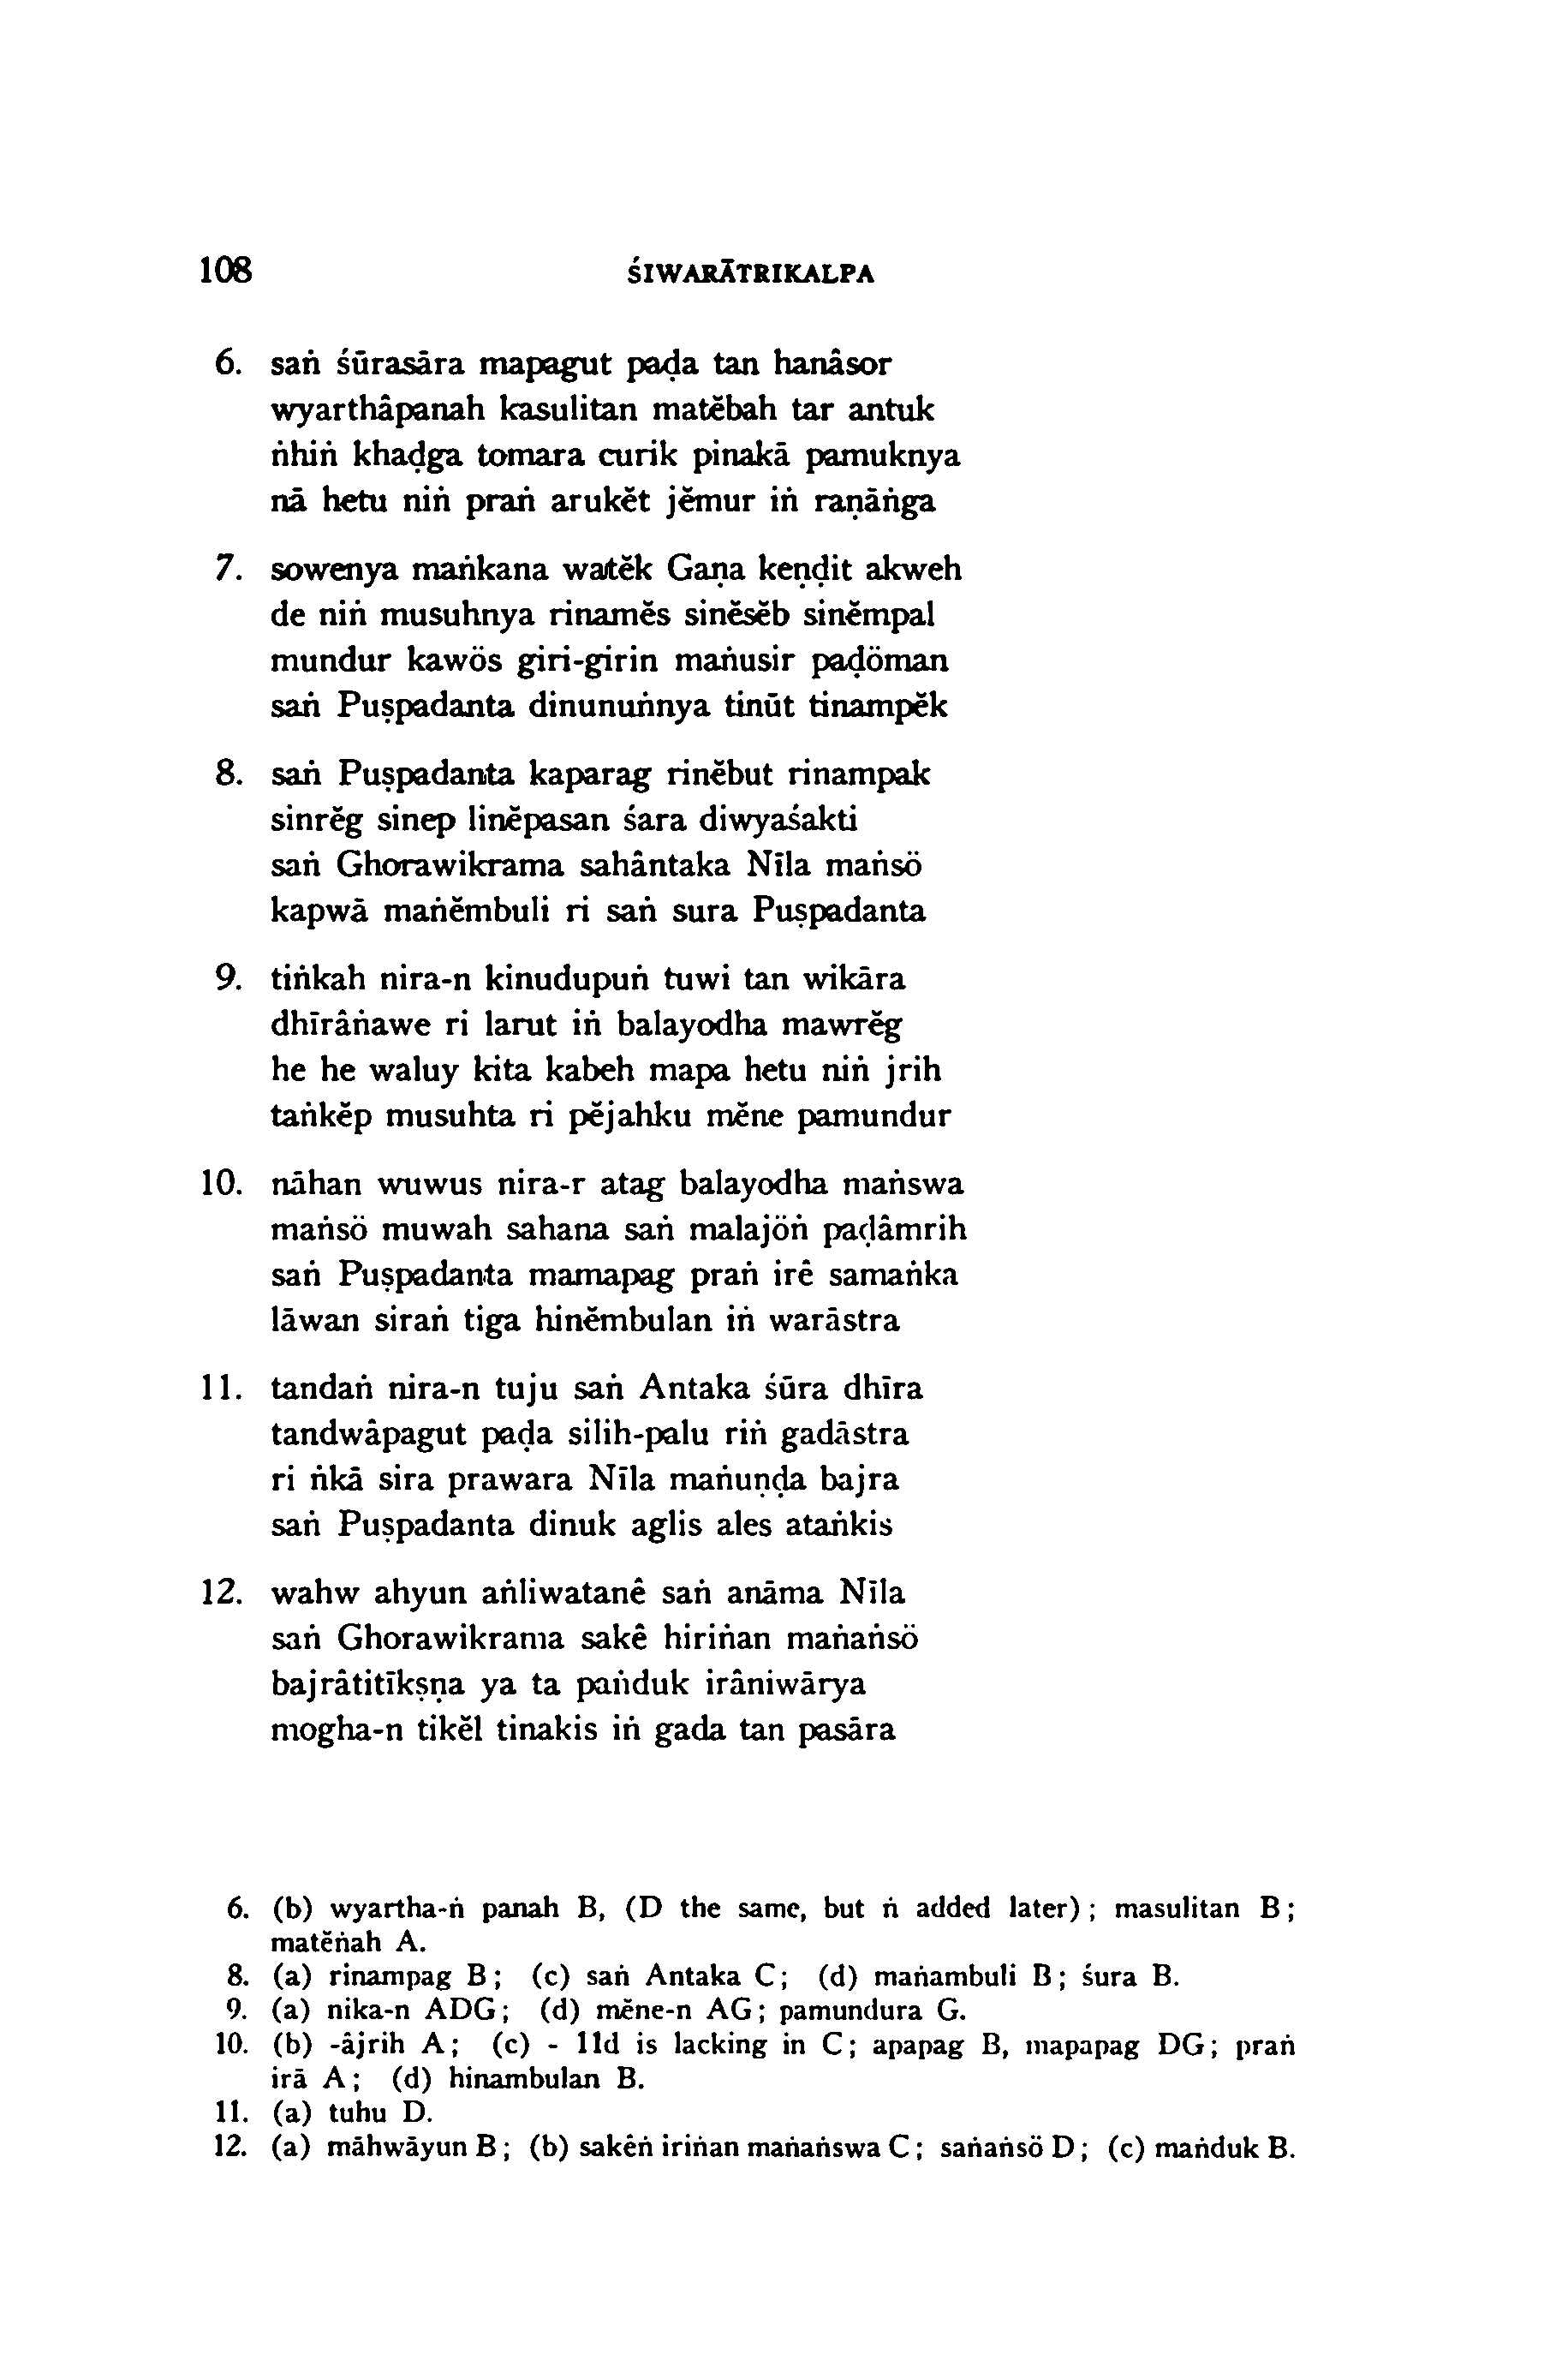 108 ŚIWARĀTRIKALPA
6. saṅ śūrasāra mapagut paḍa tan hanâsor
wyarthâpanah kasulitan matĕbah tar antuk
ṅhiṅ khaḍga tomara curik pinakā pamuknya
nā hetu niṅ praṅ arukĕt jĕmur iṅ raṇāṅga
7. sowenya maṅkana watĕk Gaṇa keṇḍit akweh
de niṅ musuhnya rinamĕs sinĕsĕb sinĕmpal
mundur kawös giri-girin maṅusir paḍöman
saṅ Puṣpadanta dinunuṅnya tinūt tinampĕk
8. saṅ Puṣpadanta kaparag rinĕbut rinampak
sinrĕg sinep linĕpasan śara diwyaśakti
saṅ Ghorawikrama sahântaka Nīla maṅsö
kapwā maṅĕmbuli ri saṅ sura Puṣpadanta
9. tiṅkah nira-n kinudupuṅ tuwi tan wikāra
dhīrâṅawe ri larut iṅ balayodha mawrĕg
he he waluy kita kabeh mapa hetu niṅ jrih
taṅkĕp musuhta ri pĕjahku mĕne pamundur
10. nāhan wuwus nira-r atag balayodha maṅswa
maṅsö muwah sahana saṅ malajöṅ paḍâmrih
saṅ Puṣpadanta mamapag praṅ irê samaṅka
lāwan siraṅ tiga hinĕmbulan iṅ warāstra
11. tandaṅ nira-n tuju saṅ Antaka śūra dhīra
tandwâpagut paḍa silih-palu riṅ gadāstra
ri ṅkā sira prawara Nīla maṅuṇḍa bajra
saṅ Puṣpadanta dinuk aglis ales ataṅkis
12. wahw ahyun aṅliwatanê saṅ anāma Nīla
saṅ Ghorawikrama sakê hiriṅan maṅaṅsö
bajrâtitīkṣṇa ya ta paṅduk irâniwārya
mogha-n tikĕl tinakis iṅ gada tan pasāra
6. (b) wyartha-ṅ panah B, (D the same, but ṅ added later); masulitan B;
matĕṅah A.
8. (a) rinampag B; (c) saṅ Antaka C; (d) maṅambuli B; śura B.
9. (a) nika-n ADG; (d) mĕne-n AG; pamundura G.
10. (b) -âjrih A; (c) - 11d is lacking in C; apapag B, mapapag DG; praṅ
irā A; (d) hinambulan B.
11. (a) tuhu D.
12. (a) māhwāyun B; (b) sakêṅ iriṅan maṅaṅswa C; saṅaṅsö D; (c) maṅduk B.